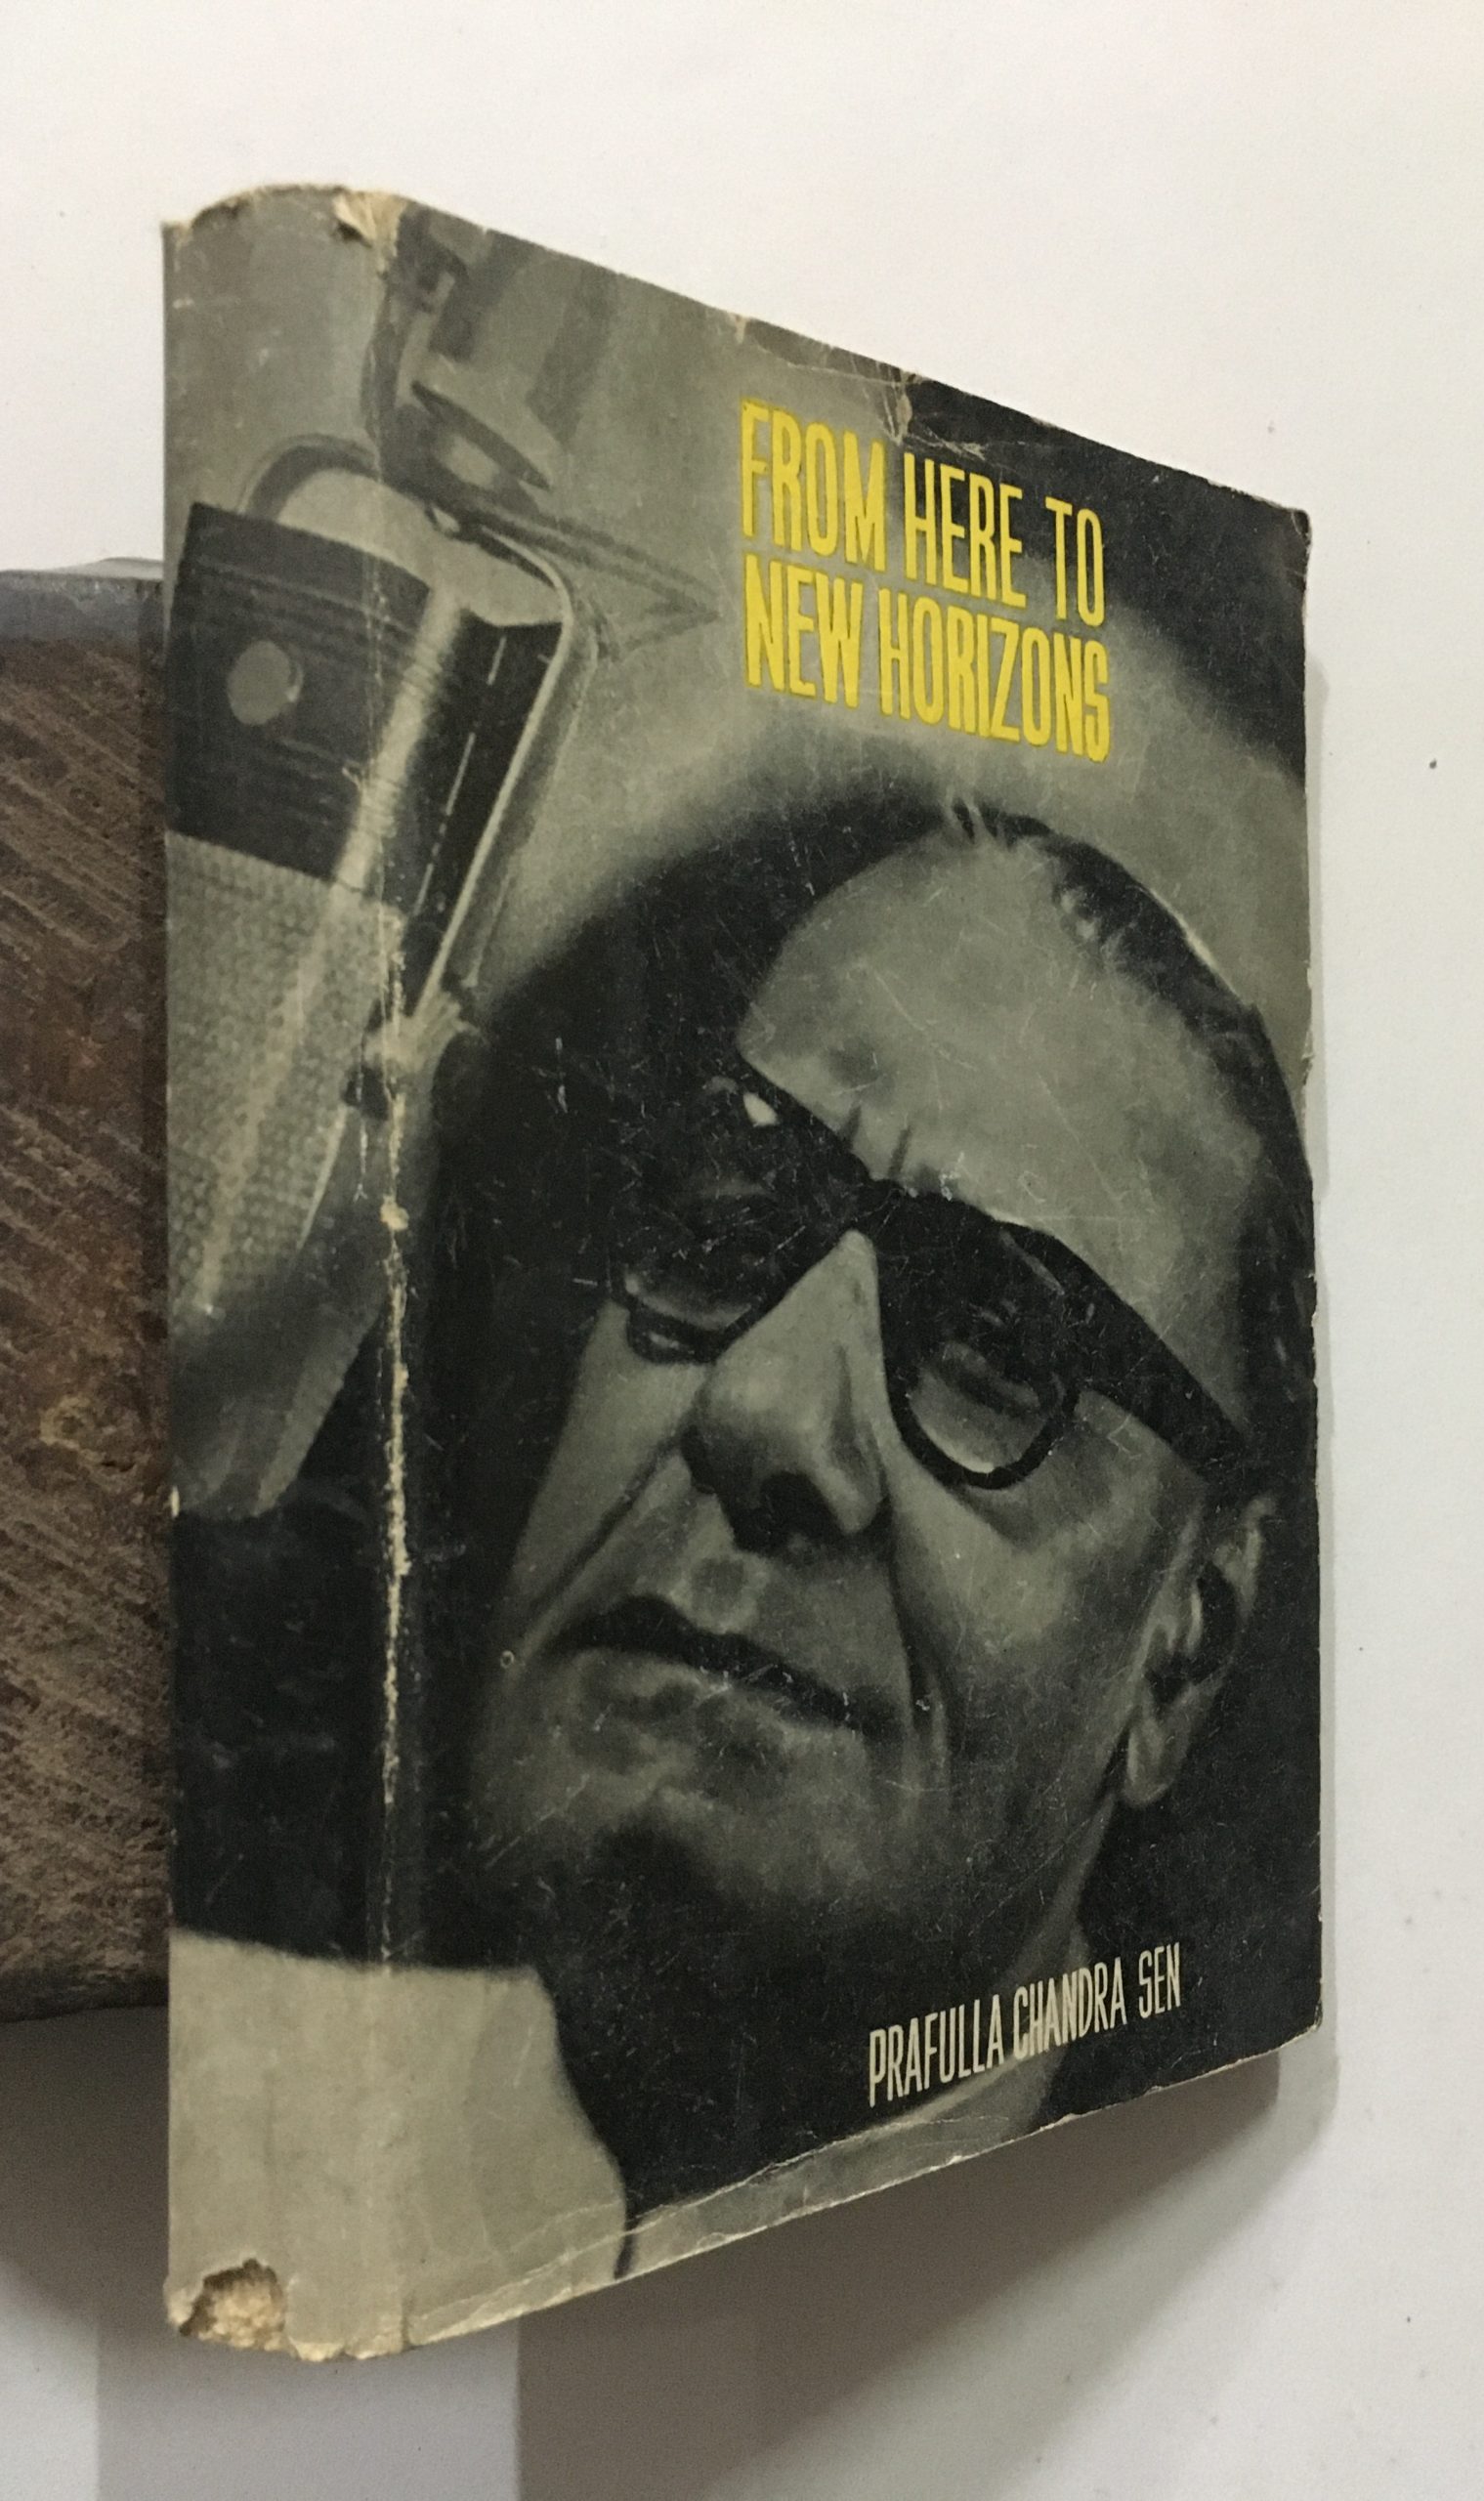 FROM HERE TO
NEW HORIZONS
PRAFULLA CHANDRA SEN